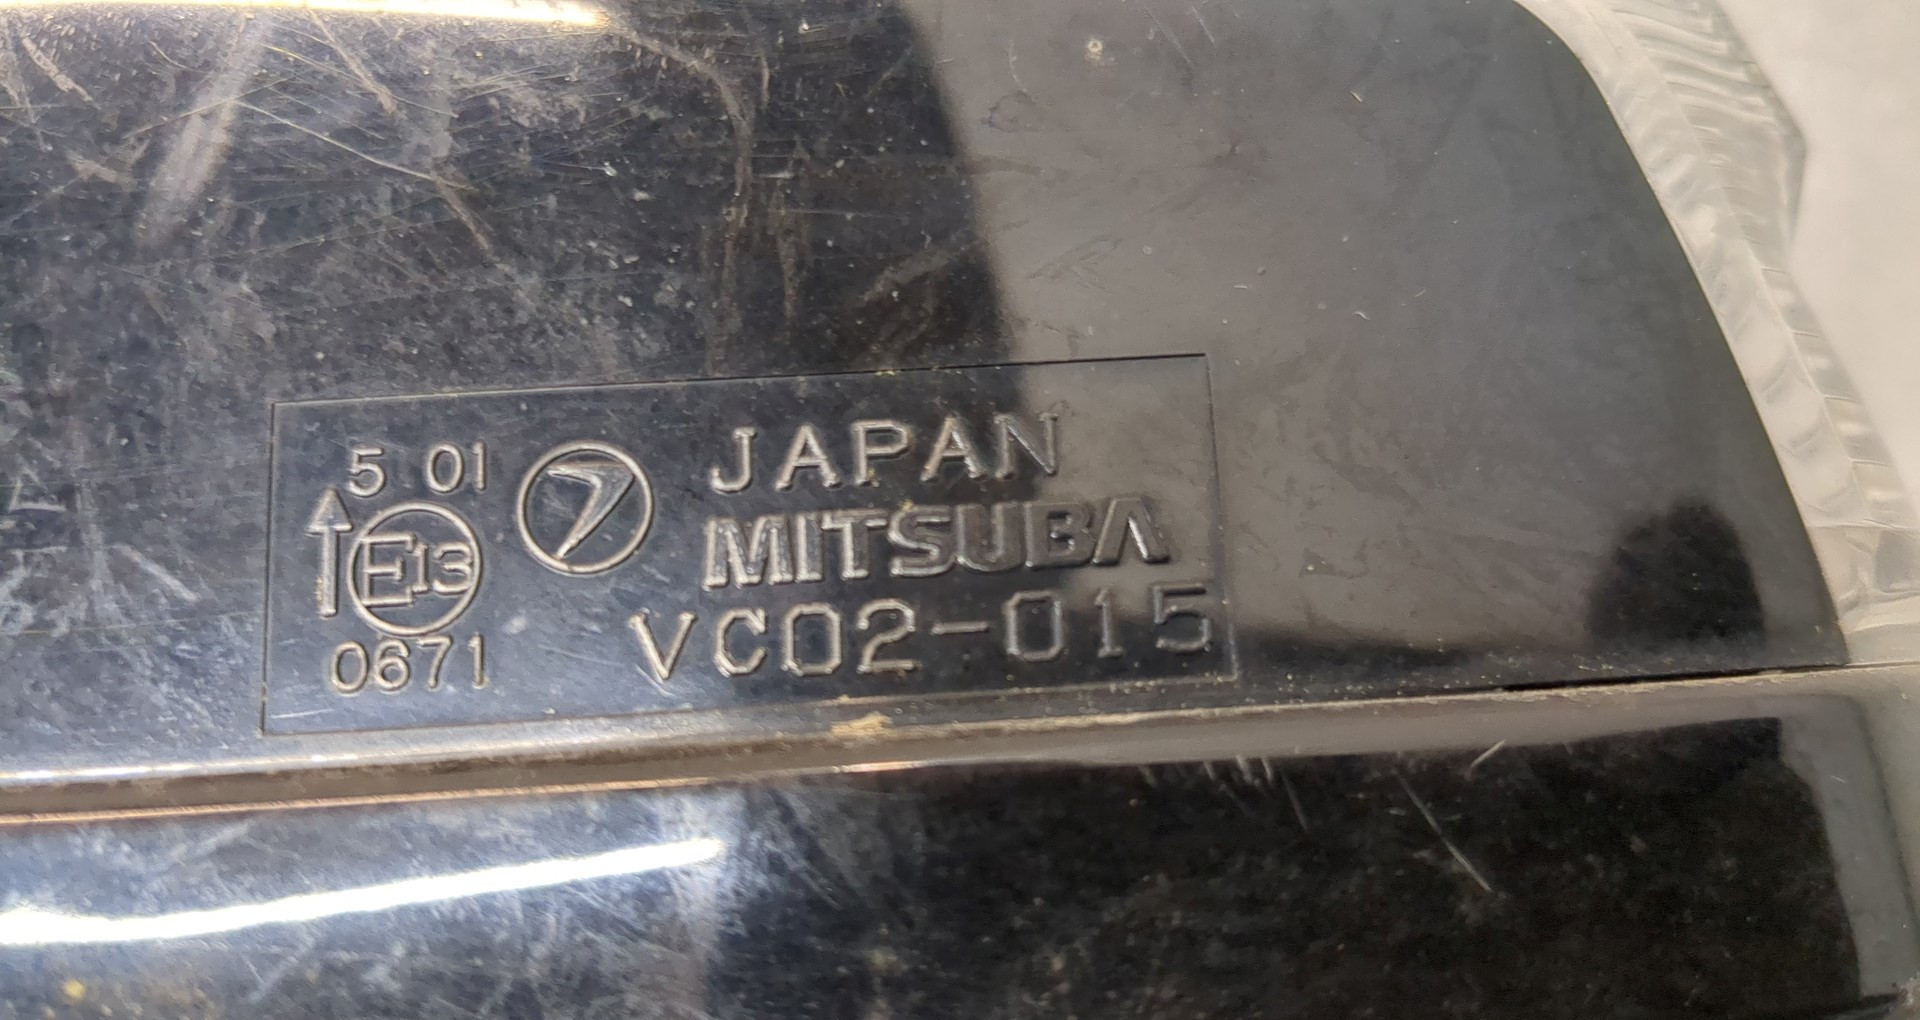 5 01
E13
0671
JAPAN
MITSUBA
VC02-015